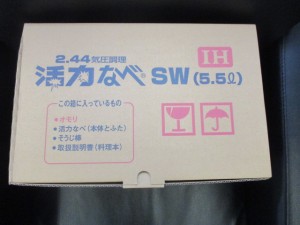 2.44気圧調理
IH
活力なべ® SW(5.5ℓ)
この箱に入っているもの
*オモリ
•活力なべ(本体とふた)
•そうじ棒
•取扱説明書(料理本)